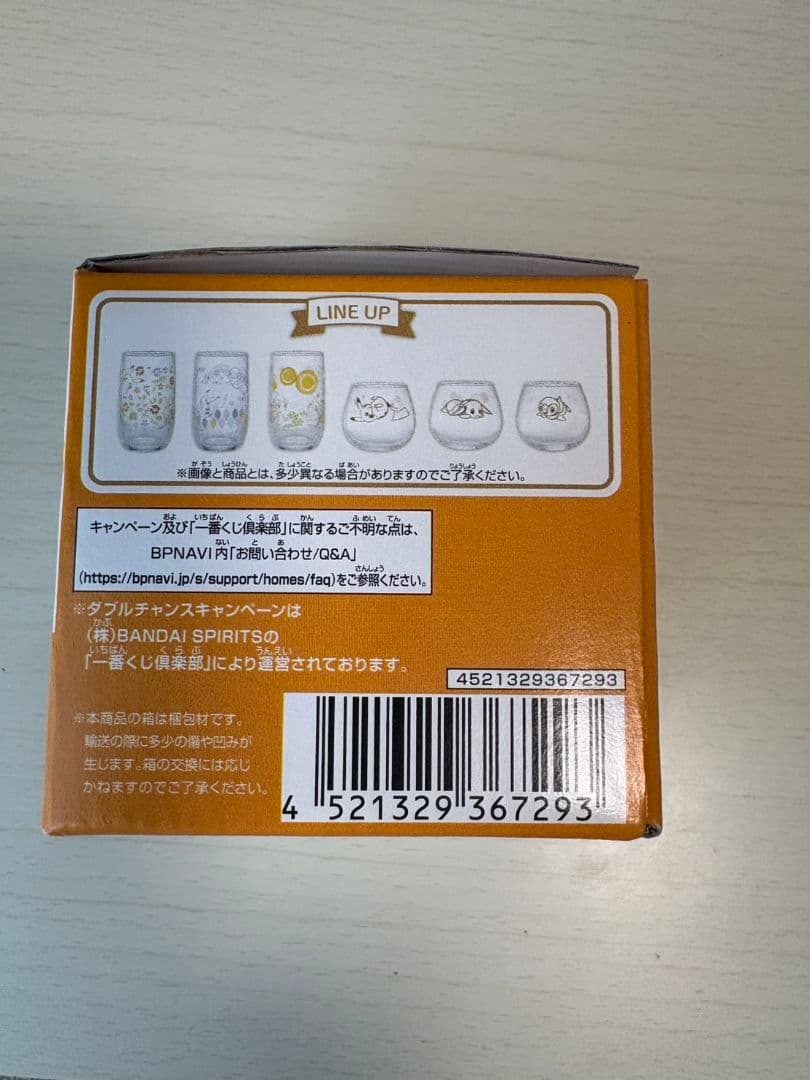 LINE UP
※画像と商品とは、多少異なる場合がありますのでご了承ください。
キャンペーン及び「一番くじ倶楽部」に関するご不明な点は、
BPNAVI内「お問い合わせ/Q&A」
(https://bpnavi.jp/s/support/homes/faq)をご参照ください。
※ダブルチャンスキャンペーンは
(株)BANDAI SPIRITSの
「一番くじ倶楽部」により運営されております。
4521329367293
※本商品の箱は梱包材です。
輸送の際に多少の傷や凹みが
生じます。箱の交換には応じ
かねますのでご了承ください。
4 521329 367293